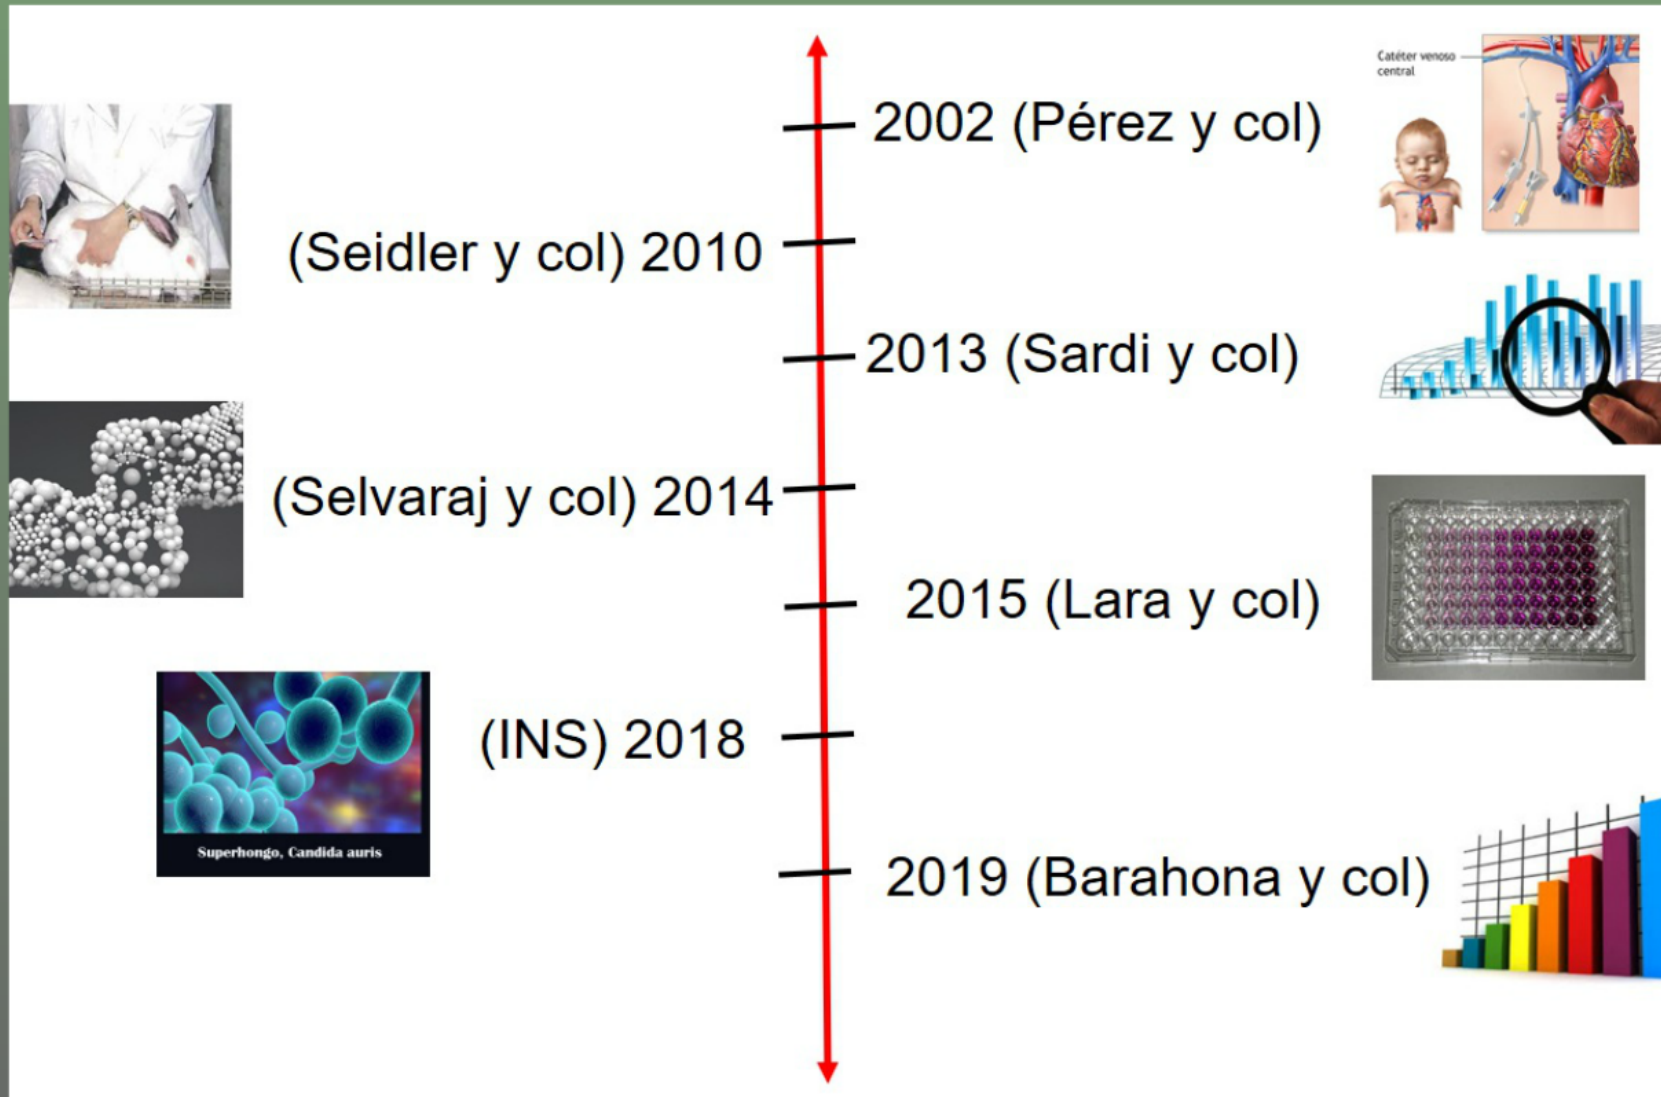 Catéter venoso
central
2002 (Pérez y col)
(Seidler y col) 2010
2013 (Sardi y col)
(Selvaraj y col) 2014
2015 (Lara y col)
(INS) 2018
Superhongo, Candida auris
2019 (Barahona y col)